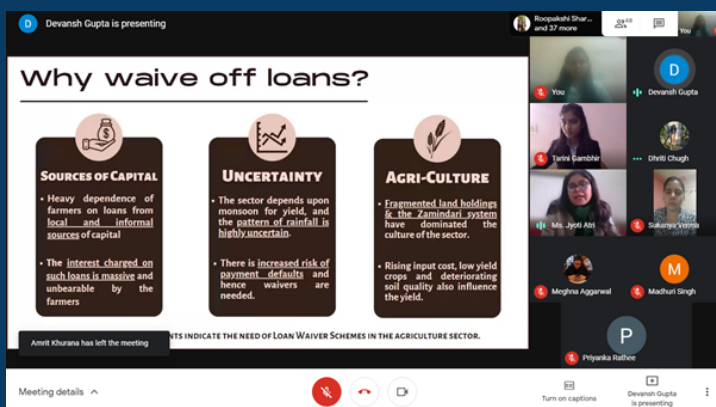 D Devansh Gupta is presenting
Roopakshi Shar...
and 37 more
48
You
Why waive off loans?
SOURCES OF CAPITAL
• Heavy dependence of
farmers on loans from
local and informal
sources of capital
• The interest charged on
such loans is massive and
unbearable by the
farmers
UNCERTAINTY
• The sector depends upon
monsoon for yield, and
the pattern of rainfall is
highly uncertain.
• There is increased risk of
payment defaults and
hence waivers are
needed.
AGRI-CULTURE
• Fragmented land holdings
& the Zamindari system
have dominated the
culture of the sector.
• Rising input cost, low yield
crops and deteriorating
soil quality also influence
the yield.
NTS INDICATE THE NEED OF LOAN WAIVER SCHEMES IN THE AGRICULTURE SECTOR.
Amrit Khurana has left the meeting
You
D
Devansh Gupta
Tarini Gambhir
Dhriti Chugh
Ms. Jyoti Atri
Sukanya Verma
Meghna Aggarwal
M
Madhuri Singh
P
Priyanka Rathee
Meeting details
Turn on captions
Devansh Gupta
is presenting